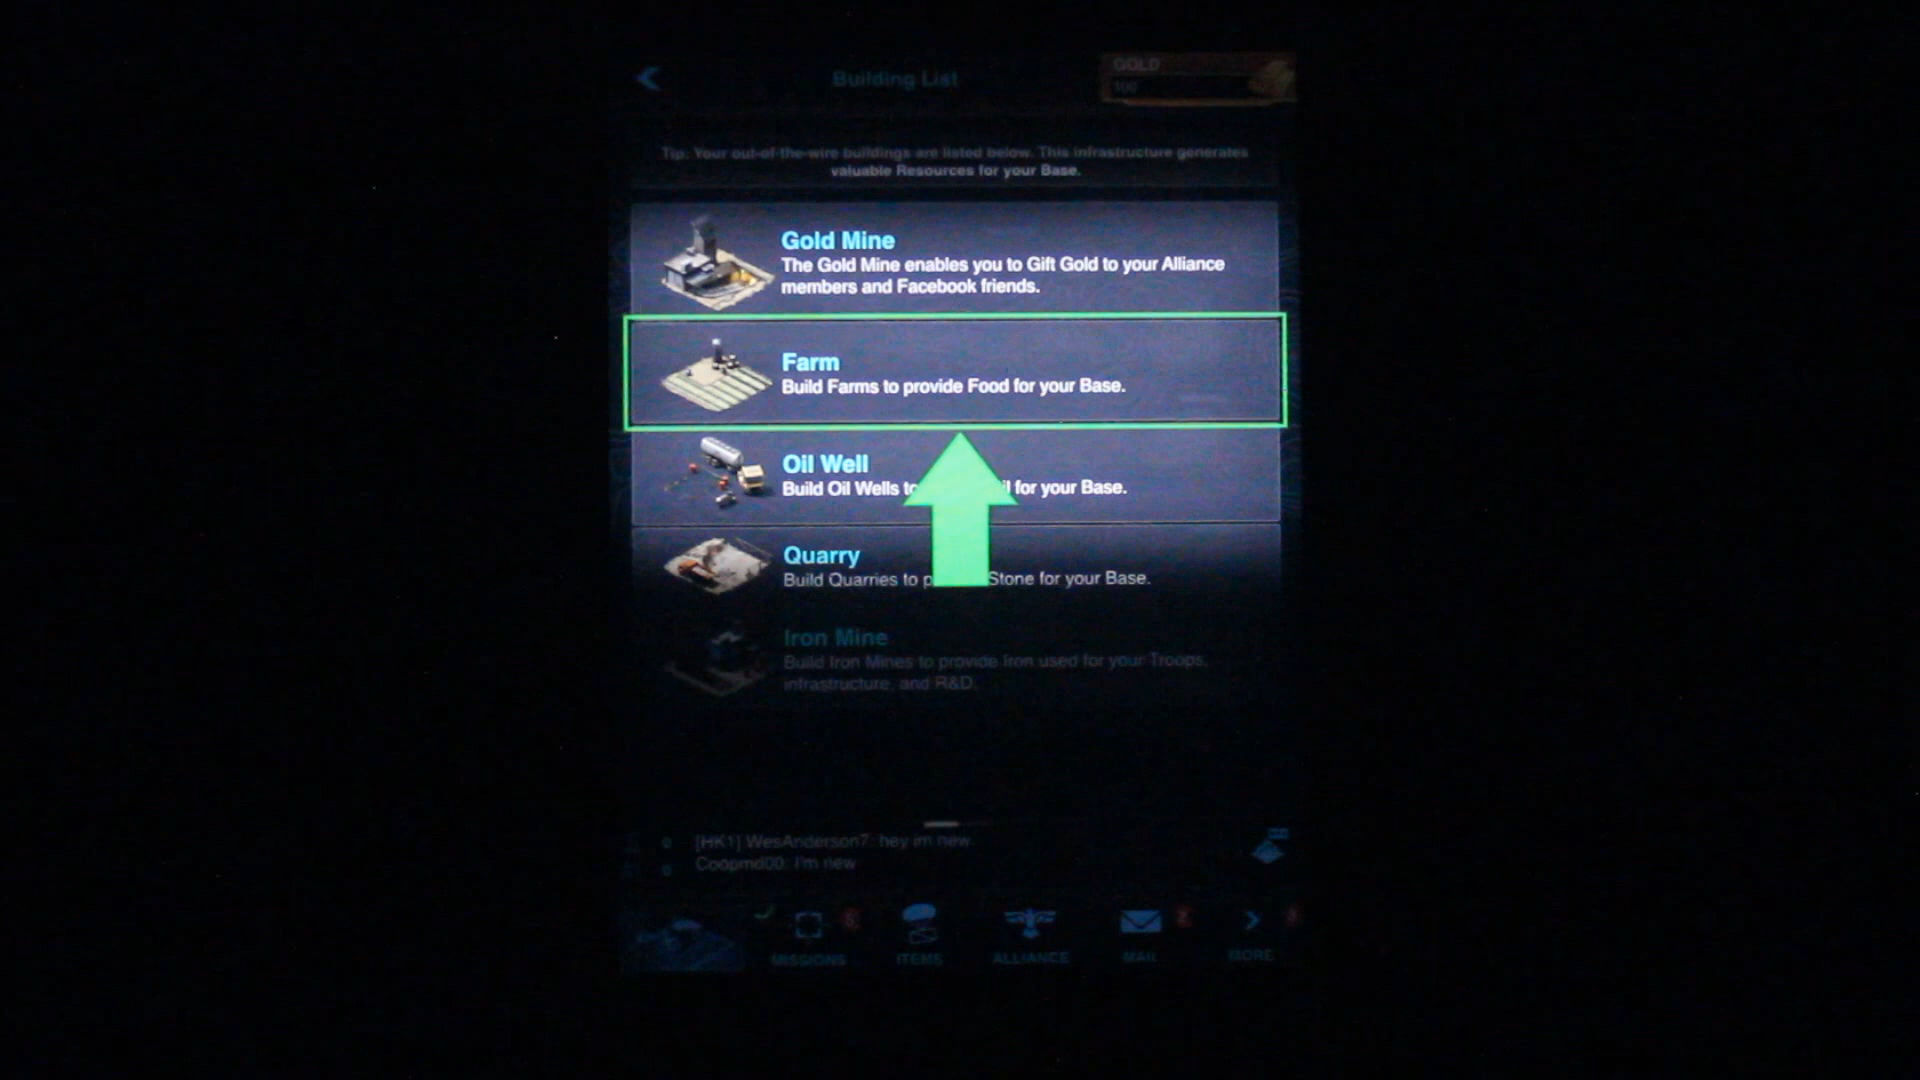 Building List
GOLD
100
Tip: Your out-of-the-wire buildings are listed below. This infrastructure generates
valuable Resources for your Base.
Gold Mine
The Gold Mine enables you to Gift Gold to your Alliance
members and Facebook friends.
Farm
Build Farms to provide Food for your Base.
Oil Well
Build Oil Wells to for your Base.
Quarry
Build Quarries to Stone for your Base.
Iron Mine
Build Iron Mines to provide Iron used for your Troops,
infrastructure, and R&D.
0 [HK1] WesAnderson7: hey im new
0 Coopmd00: I'm new
MISSIONS ITEMS ALLIANCE MAIL MORE